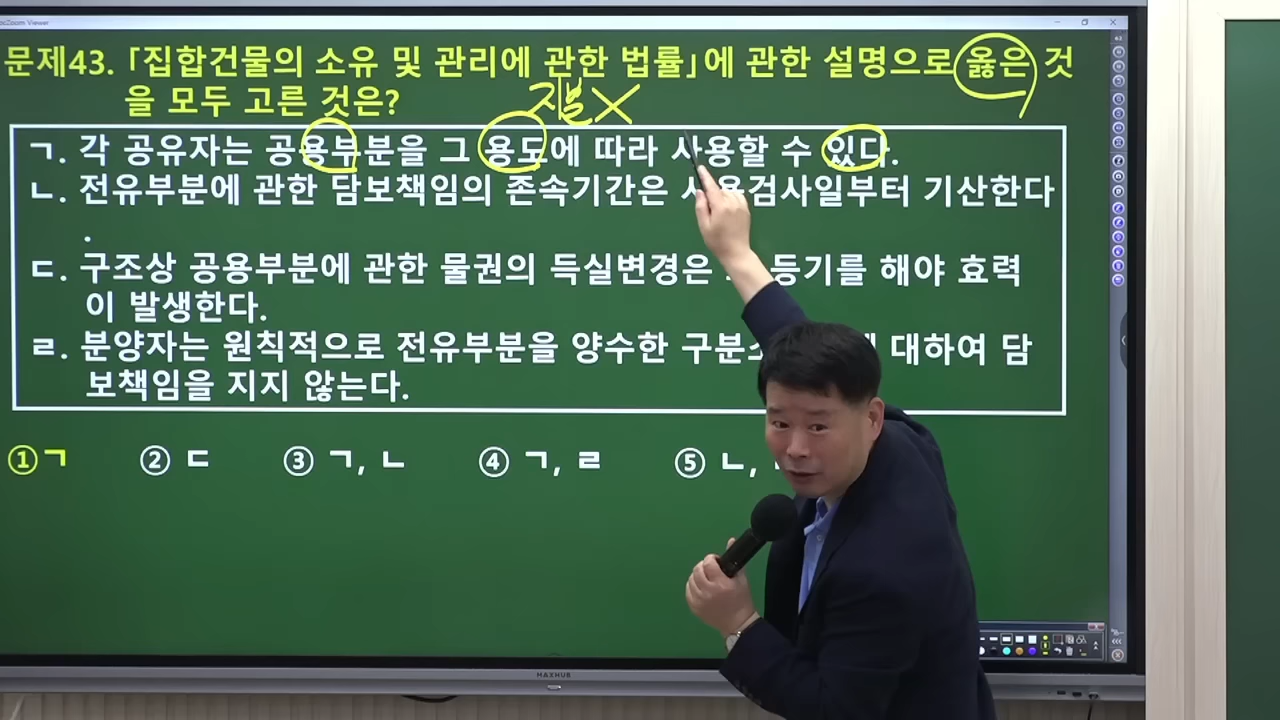 문제43. 「집합건물의 소유 및 관리에 관한 법률」에 관한 설명으로 옳은 것
을 모두 고른 것은?
지분 X
ㄱ. 각 공유자는 공용부분을 그 용도에 따라 사용할 수 있다.
ㄴ. 전유부분에 관한 담보책임의 존속기간은 사용검사일부터 기산한다
.
ㄷ. 구조상 공용부분에 관한 물권의 득실변경은 등기를 해야 효력
이 발생한다.
ㄹ. 분양자는 원칙적으로 전유부분을 양수한 대하여 담
보책임을 지지 않는다.
①ㄱ ② ㄷ ③ ㄱ, ㄴ ④ ㄱ, ㄹ ⑤ ㄴ,
MAXHUB